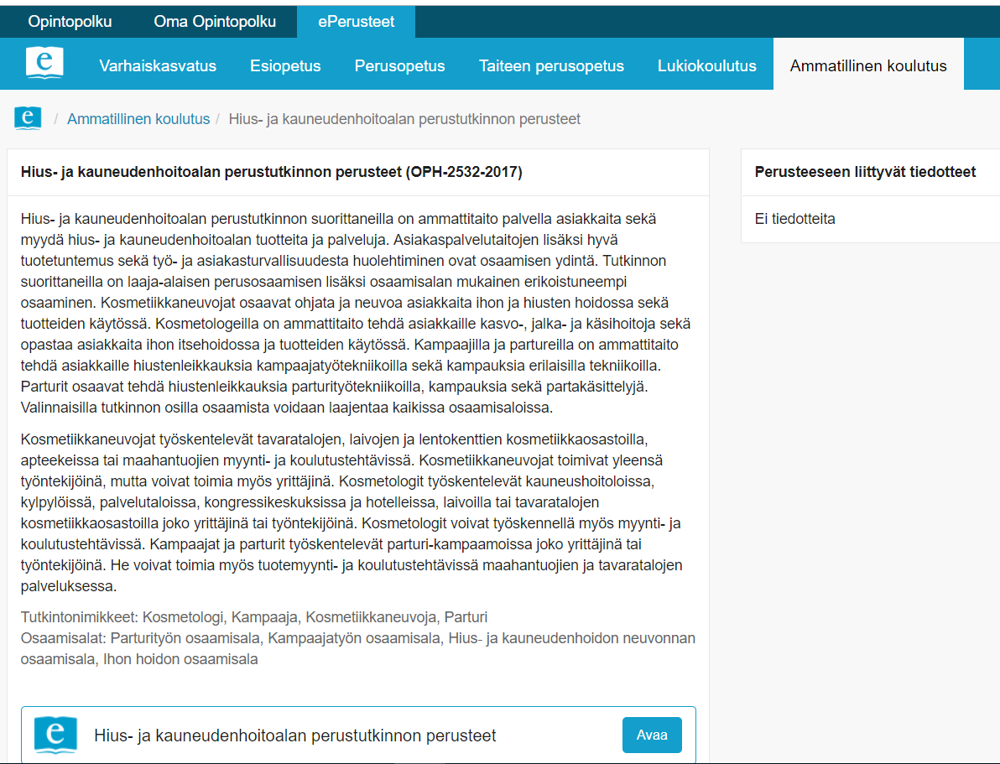 Opintopolku Oma Opintopolku ePerusteet
e Varhaiskasvatus Esiopetus Perusopetus Taiteen perusopetus Lukiokoulutus Ammatillinen koulutus
e / Ammatillinen koulutus / Hius- ja kauneudenhoitoalan perustutkinnon perusteet
Hius- ja kauneudenhoitoalan perustutkinnon perusteet (OPH-2532-2017)
Hius- ja kauneudenhoitoalan perustutkinnon suorittaneilla on ammattitaito palvella asiakkaita sekä
myydä hius- ja kauneudenhoitoalan tuotteita ja palveluja. Asiakaspalvelutaitojen lisäksi hyvä
tuotetuntemus sekä työ- ja asiakasturvallisuudesta huolehtiminen ovat osaamisen ydintä. Tutkinnon
suorittaneilla on laaja-alaisen perusosaamisen lisäksi osaamisalan mukainen erikoistuneempi
osaaminen. Kosmetiikkaneuvojat osaavat ohjata ja neuvoa asiakkaita ihon ja hiusten hoidossa sekä
tuotteiden käytössä. Kosmetologeilla on ammattitaito tehdä asiakkaille kasvo-, jalka- ja käsihoitoja sekä
opastaa asiakkaita ihon itsehoidossa ja tuotteiden käytössä. Kampaajilla ja partureilla on ammattitaito
tehdä asiakkaille hiustenleikkauksia kampaajatyötekniikoilla sekä kampauksia erilaisilla tekniikoilla.
Parturit osaavat tehdä hiustenleikkauksia parturityötekniikoilla, kampauksia sekä partakäsittelyjä.
Valinnaisilla tutkinnon osilla osaamista voidaan laajentaa kaikissa osaamisaloissa.
Kosmetiikkaneuvojat työskentelevät tavaratalojen, laivojen ja lentokenttien kosmetiikkaosastoilla,
apteekeissa tai maahantuojien myynti- ja koulutustehtävissä. Kosmetiikkaneuvojat toimivat yleensä
työntekijöinä, mutta voivat toimia myös yrittäjinä. Kosmetologit työskentelevät kauneushoitoloissa,
kylpylöissä, palvelutaloissa, kongressikeskuksissa ja hotelleissa, laivoilla tai tavaratalojen
kosmetiikkaosastoilla joko yrittäjinä tai työntekijöinä. Kosmetologit voivat työskennellä myös myynti- ja
koulutustehtävissä. Kampaajat ja parturit työskentelevät parturi-kampaamoissa joko yrittäjinä tai
työntekijöinä. He voivat toimia myös tuotemyynti- ja koulutustehtävissä maahantuojien ja tavaratalojen
palveluksessa.
Tutkintonimikkeet: Kosmetologi, Kampaaja, Kosmetiikkaneuvoja, Parturi
Osaamisalat: Parturityön osaamisala, Kampaajatyön osaamisala, Hius- ja kauneudenhoidon neuvonnan
osaamisala, Ihon hoidon osaamisala
e Hius- ja kauneudenhoitoalan perustutkinnon perusteet Avaa
Perusteeseen liittyvät tiedotteet
Ei tiedotteita